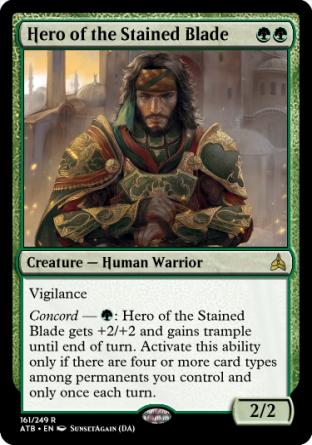 Hero of the Stained Blade
Creature — Human Warrior
Vigilance
Concord — : Hero of the Stained
Blade gets +2/+2 and gains trample
until end of turn. Activate this ability
only if there are four or more card types
among permanents you control and
only once each turn.
2/2
161/249 R
ATB • EN SunsetAgain (DA)